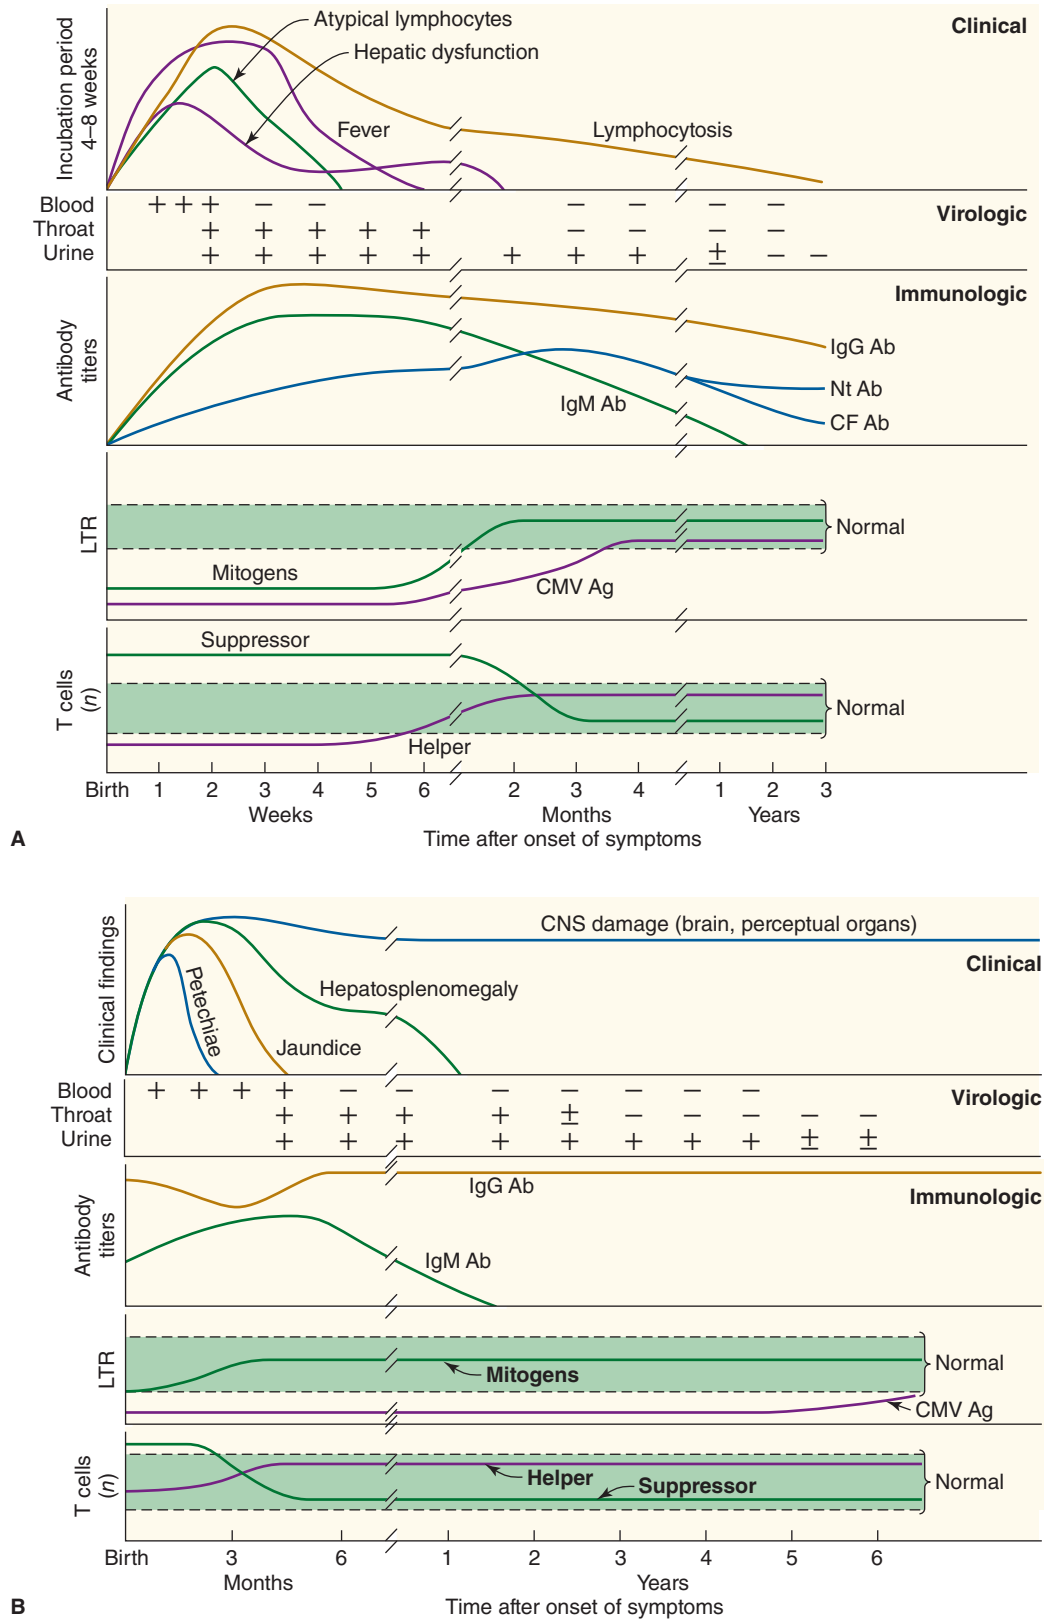 Atypical lymphocytes
Clinical
Hepatic dysfunction
Incubation period
4–8 weeks
Fever
Lymphocytosis
Blood + + + − − − − − −
Virologic
Throat + + + + + − − − −
Urine + + + + + + + + ± − −
Immunologic
Antibody
titers
IgG Ab
Nt Ab
IgM Ab
CF Ab
LTR
Normal
Mitogens
CMV Ag
Suppressor
T cells
(n)
Normal
Helper
Birth 1 2 3 4 5 6 2 3 4 1 2 3
Weeks Months Years
Time after onset of symptoms
A
Clinical findings
CNS damage (brain, perceptual organs)
Clinical
Petechiae
Hepatosplenomegaly
Jaundice
Blood + + + + − − − − − − −
Virologic
Throat + + + + ± − − − − −
Urine + + + + + + + + ± ±
IgG Ab
Immunologic
Antibody
titers
IgM Ab
LTR
Normal
Mitogens
CMV Ag
T cells
(n)
Helper
Suppressor
Normal
Birth 3 6 1 2 3 4 5 6
Months Years
Time after onset of symptoms
B